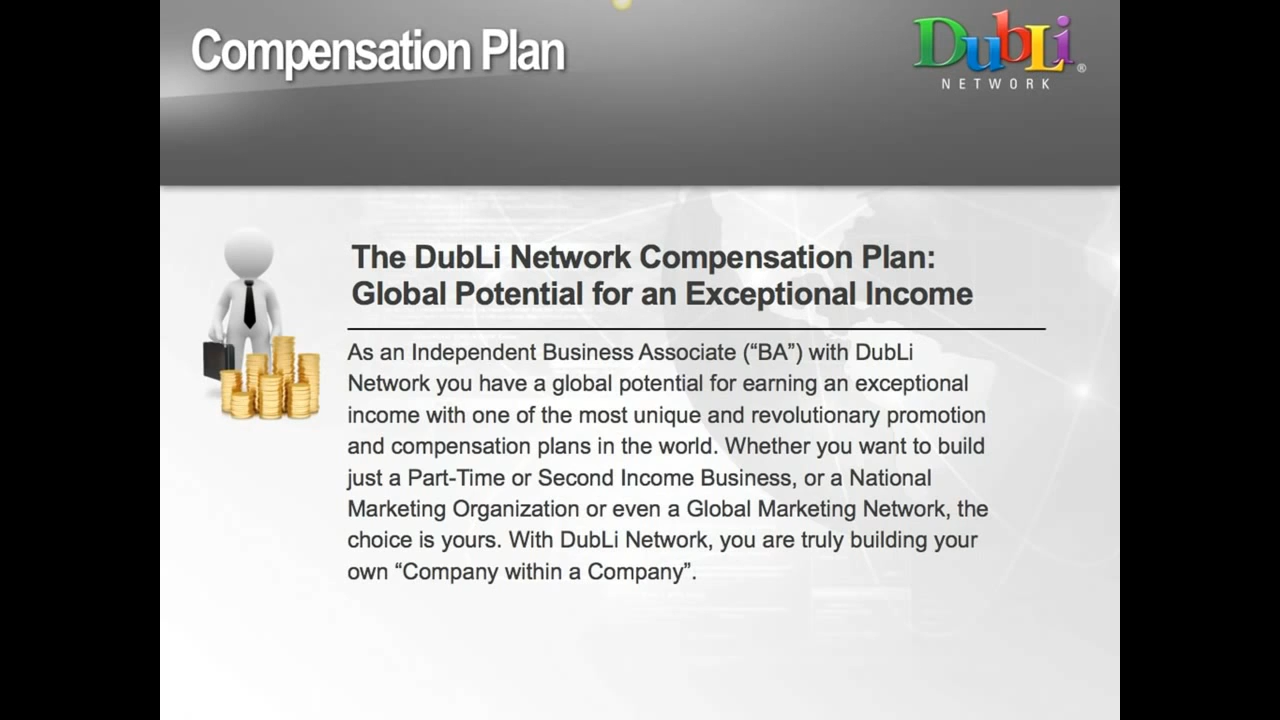 Compensation Plan
DubLi®
NETWORK
The DubLi Network Compensation Plan:
Global Potential for an Exceptional Income
As an Independent Business Associate (“BA”) with DubLi
Network you have a global potential for earning an exceptional
income with one of the most unique and revolutionary promotion
and compensation plans in the world. Whether you want to build
just a Part-Time or Second Income Business, or a National
Marketing Organization or even a Global Marketing Network, the
choice is yours. With DubLi Network, you are truly building your
own “Company within a Company”.